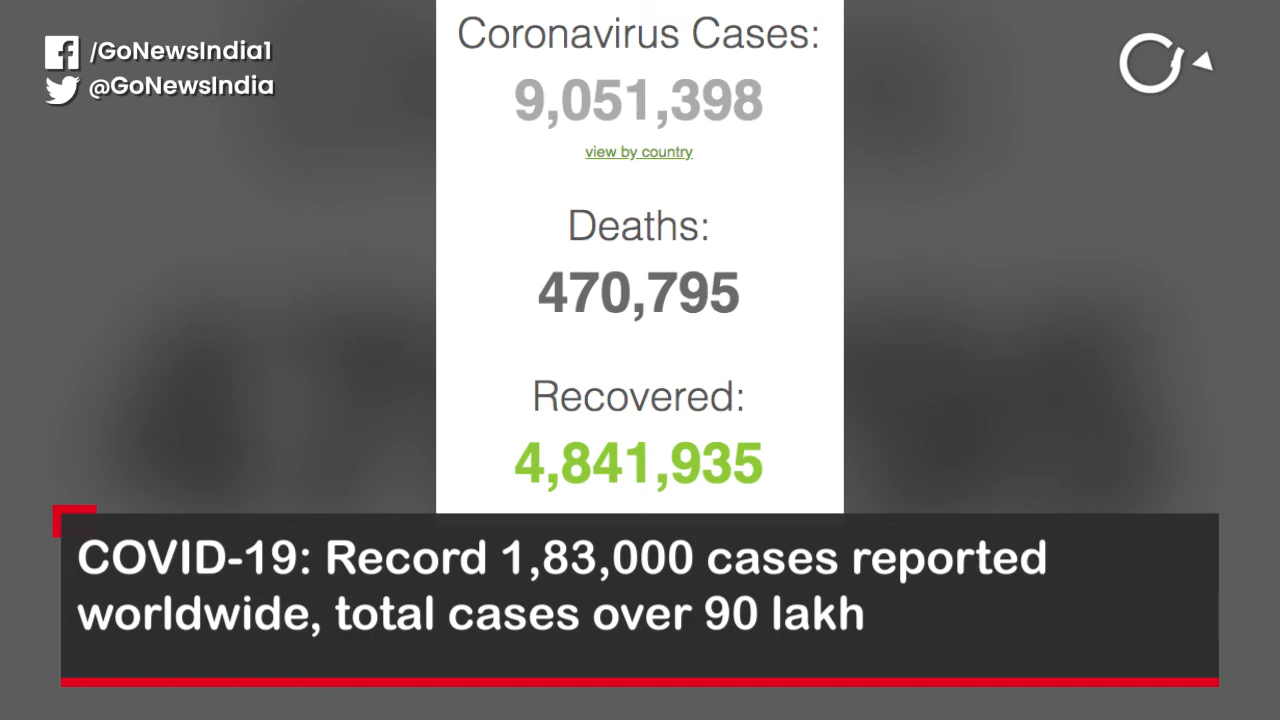 /GoNewsIndia1
@GoNewsIndia
Coronavirus Cases:
9,051,398
view by country
Deaths:
470,795
Recovered:
4,841,935
COVID-19: Record 1,83,000 cases reported
worldwide, total cases over 90 lakh